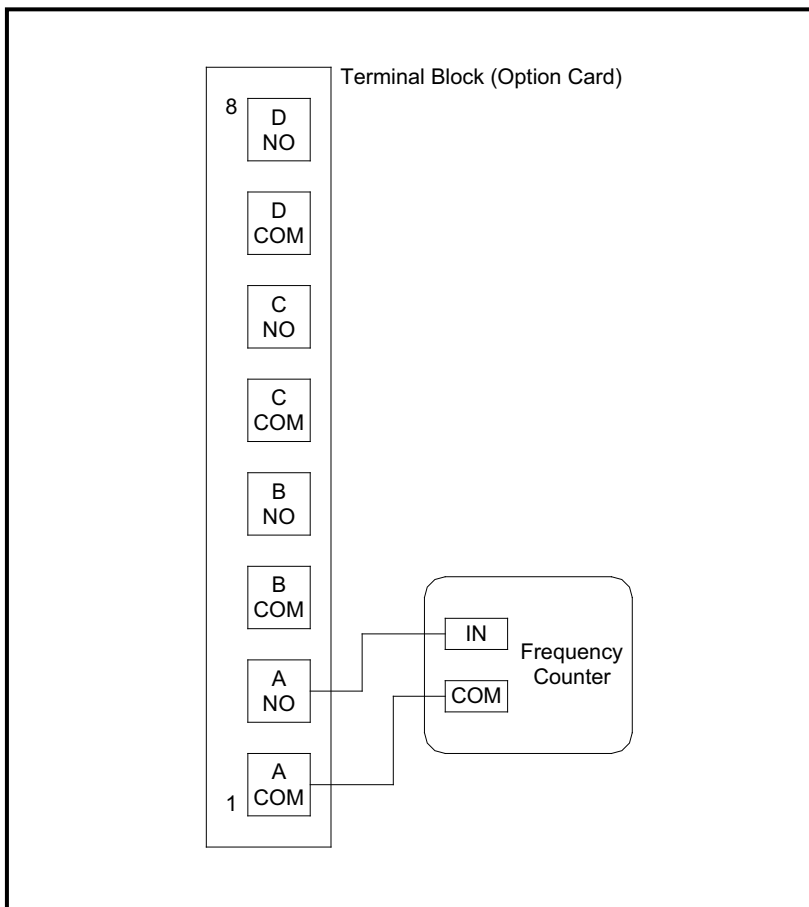 Terminal Block (Option Card)
8
D
NO
D
COM
C
NO
C
COM
B
NO
B
COM
A
NO
A
COM
1
IN
COM
Frequency
Counter